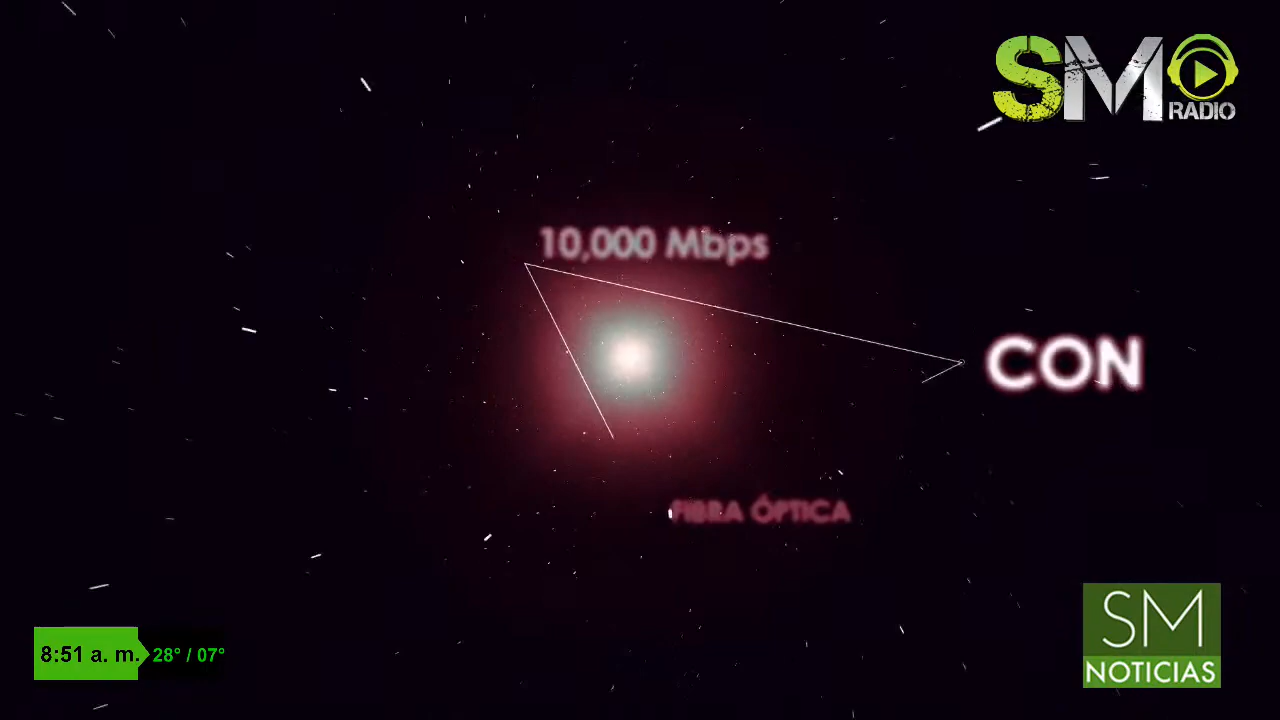 SM
RADIO
10,000 Mbps
CON
FIBRA ÓPTICA
8:51 a. m.
28° / 07°
SM
NOTICIAS